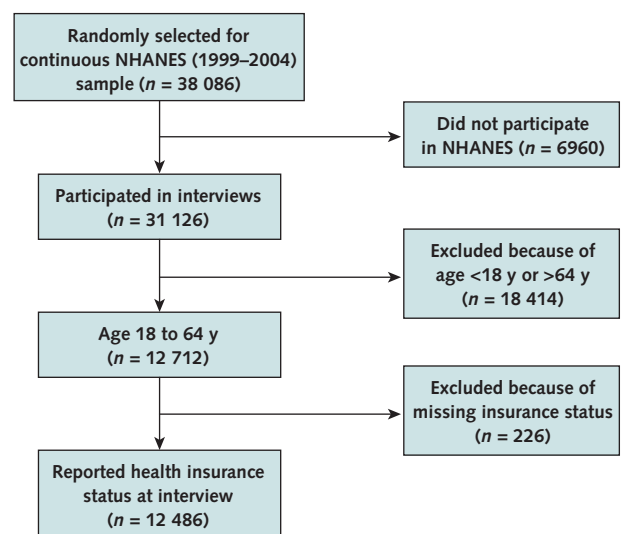 Randomly selected for
continuous NHANES (1999–2004)
sample (n = 38 086)
Did not participate
in NHANES (n = 6960)
Participated in interviews
(n = 31 126)
Excluded because of
age <18 y or >64 y
(n = 18 414)
Age 18 to 64 y
(n = 12 712)
Excluded because of
missing insurance status
(n = 226)
Reported health insurance
status at interview
(n = 12 486)